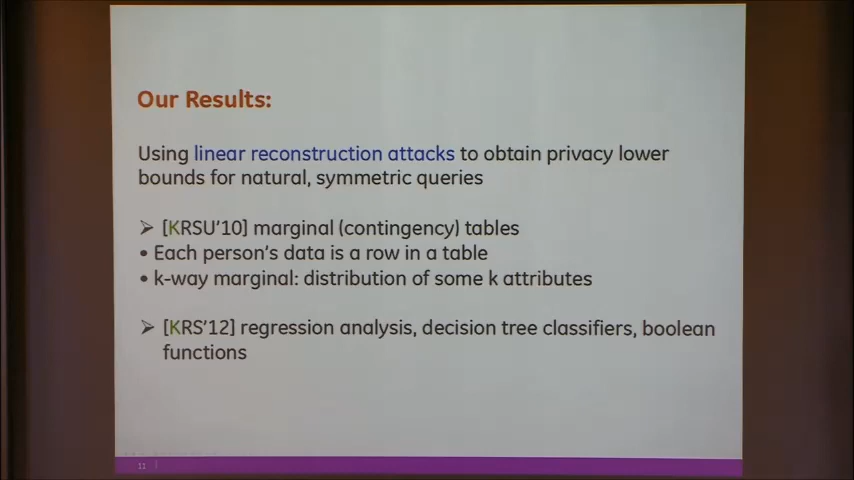 Our Results:
Using linear reconstruction attacks to obtain privacy lower
bounds for natural, symmetric queries
➢ [KRSU'10] marginal (contingency) tables
• Each person's data is a row in a table
• k-way marginal: distribution of some k attributes
➢ [KRS'12] regression analysis, decision tree classifiers, boolean
functions
11